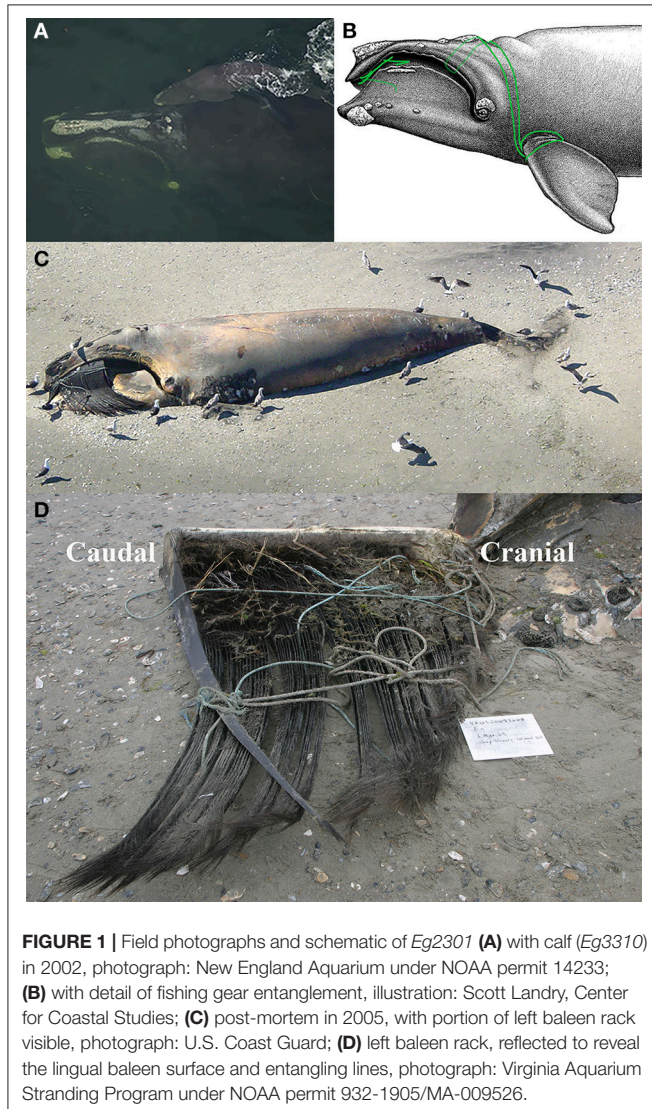 A
B
C
D
Caudal
Cranial
FIGURE 1 | Field photographs and schematic of Eg2301 (A) with calf (Eg3310)
in 2002, photograph: New England Aquarium under NOAA permit 14233;
(B) with detail of fishing gear entanglement, illustration: Scott Landry, Center
for Coastal Studies; (C) post-mortem in 2005, with portion of left baleen rack
visible, photograph: U.S. Coast Guard; (D) left baleen rack, reflected to reveal
the lingual baleen surface and entangling lines, photograph: Virginia Aquarium
Stranding Program under NOAA permit 932-1905/MA-009526.